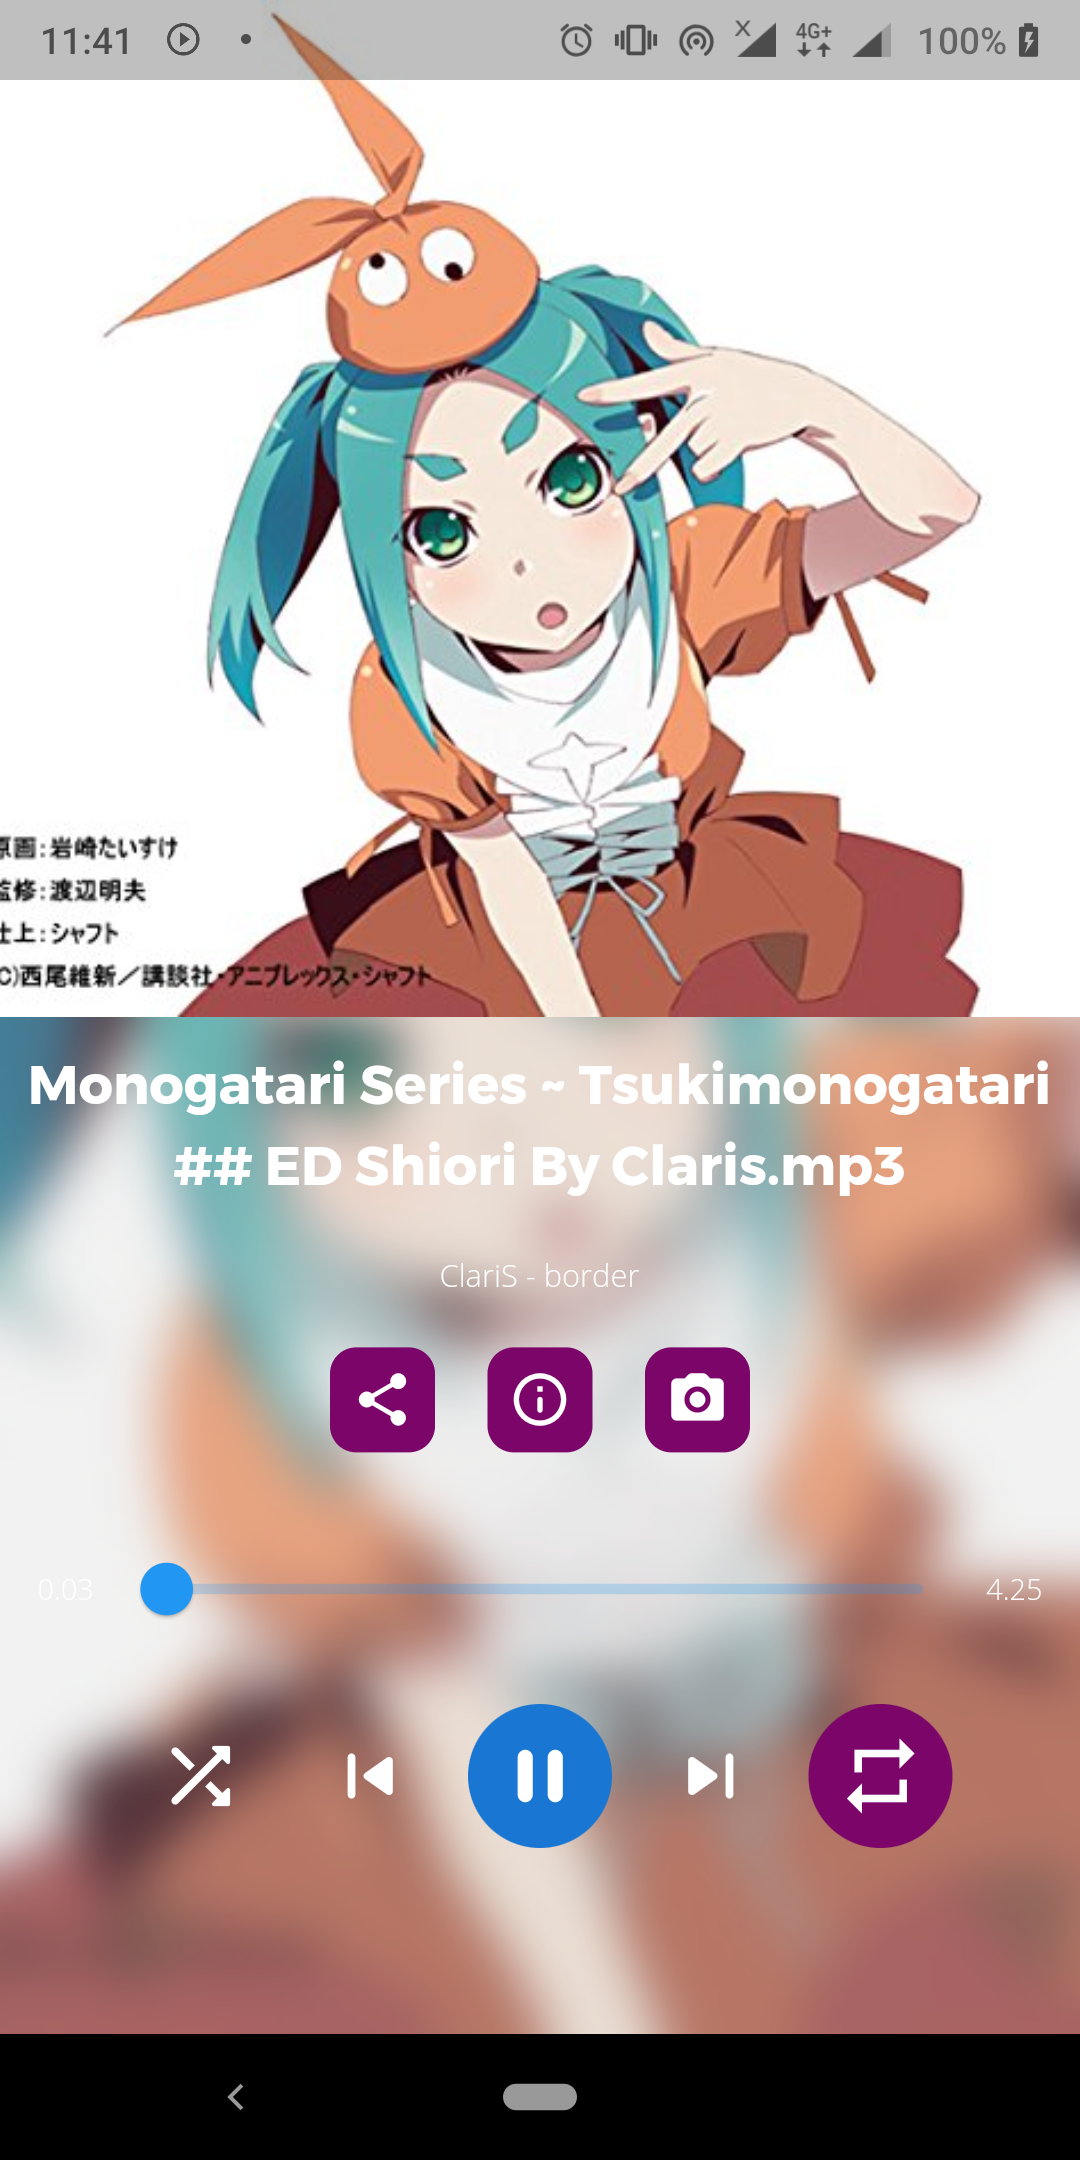 11:41
X
4G+
100%
原画:岩崎たいすけ
監修:渡辺明夫
仕上:シャフト
C)西尾維新／講談社・アニプレックス・シャフト
Monogatari Series ~ Tsukimonogatari
## ED Shiori By Claris.mp3
ClariS - border
0.03
4.25